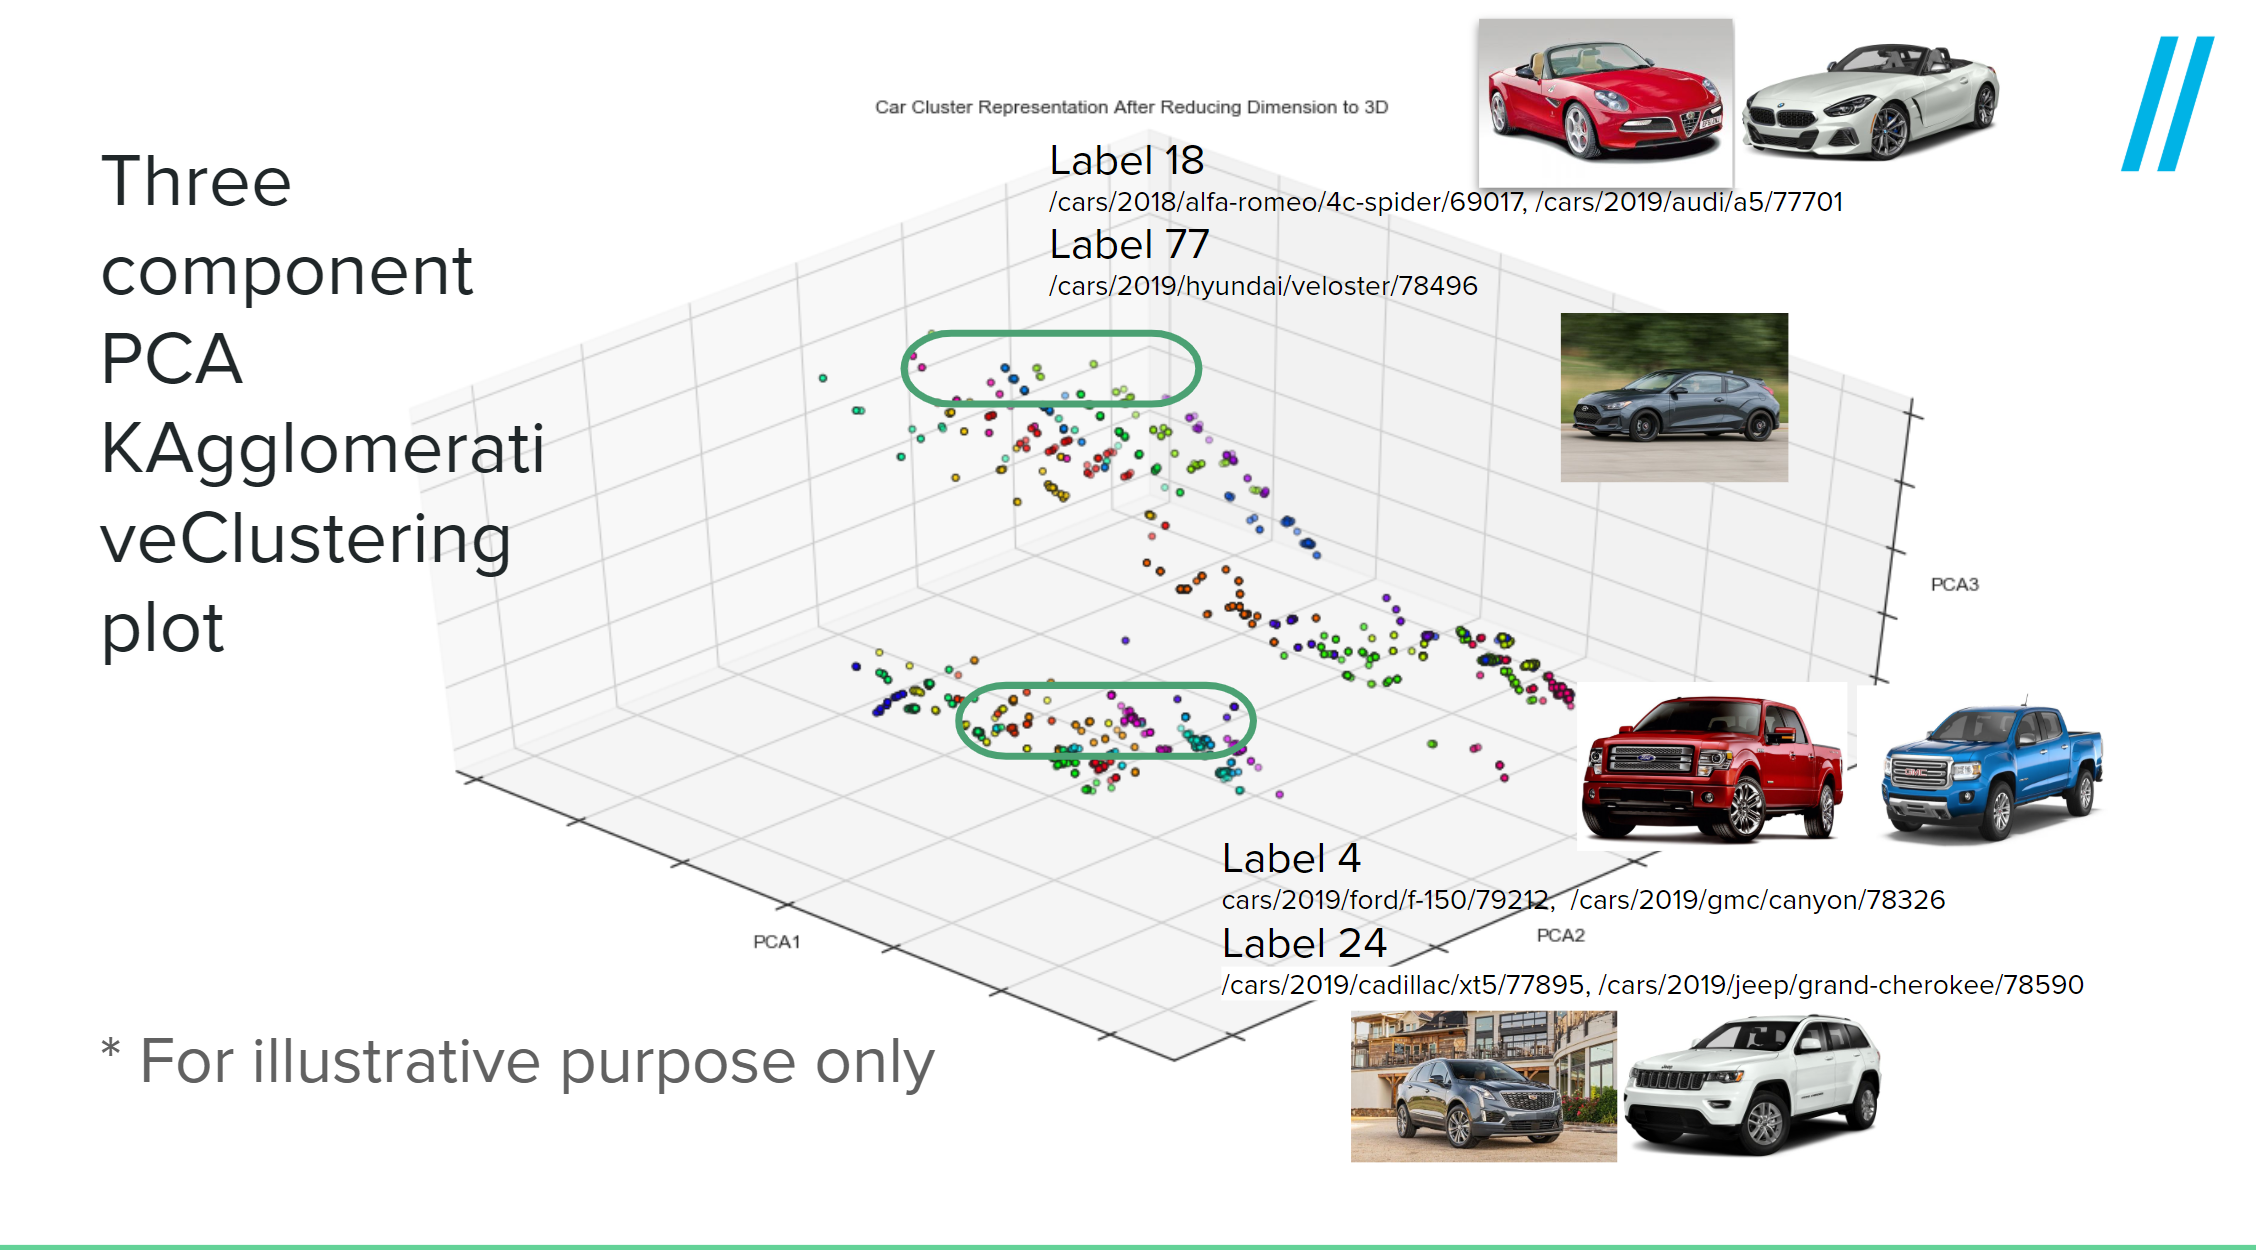 Three
component
PCA
KAgglomerati
veClustering
plot
* For illustrative purpose only
Car Cluster Representation After Reducing Dimension to 3D
Label 18
/cars/2018/alfa-romeo/4c-spider/69017, /cars/2019/audi/a5/77701
Label 77
/cars/2019/hyundai/veloster/78496
PCA3
Label 4
cars/2019/ford/f-150/79212, /cars/2019/gmc/canyon/78326
PCA1
PCA2
Label 24
/cars/2019/cadillac/xt5/77895, /cars/2019/jeep/grand-cherokee/78590
GMC